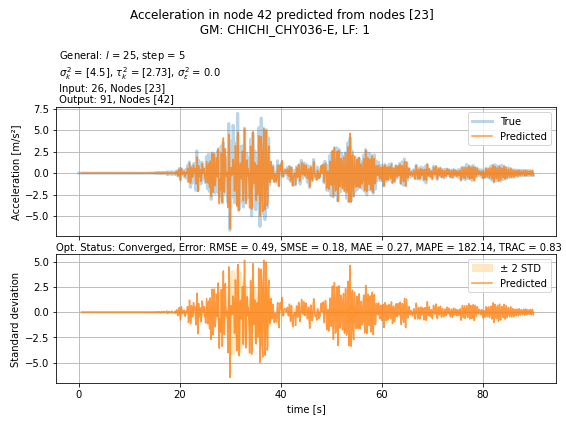 Acceleration in node 42 predicted from nodes [23]
GM: CHICHI_CHY036-E, LF: 1
General: l = 25, step = 5
σ²ₖ = [4.5], τ²ₖ = [2.73], σ²ₑ = 0.0
Input: 26, Nodes [23]
Output: 91, Nodes [42]
7.5
5.0
2.5
0.0
−2.5
−5.0
Acceleration [m/s²]
True
Predicted
Opt. Status: Converged, Error: RMSE = 0.49, SMSE = 0.18, MAE = 0.27, MAPE = 182.14, TRAC = 0.83
5.0
2.5
0.0
−2.5
−5.0
Standard deviation
± 2 STD
Predicted
0 20 40 60 80
time [s]